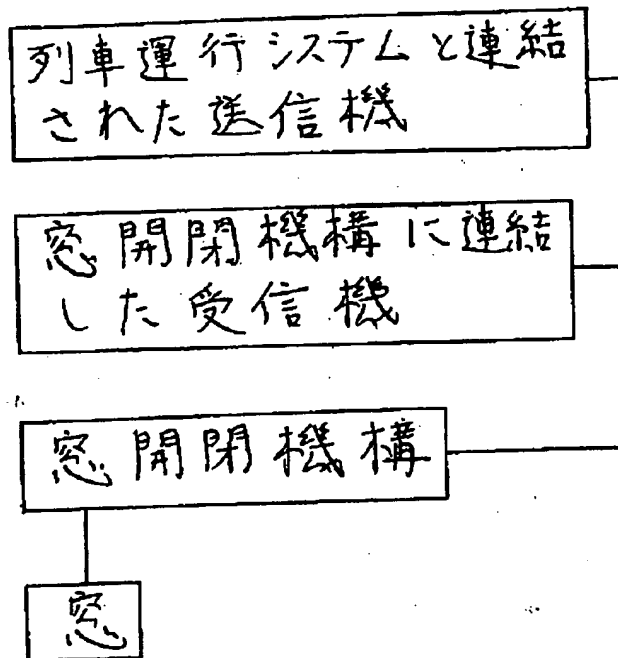 列車運行システムと連結
された送信機
窓開閉機構に連結
した受信機
窓開閉機構
窓